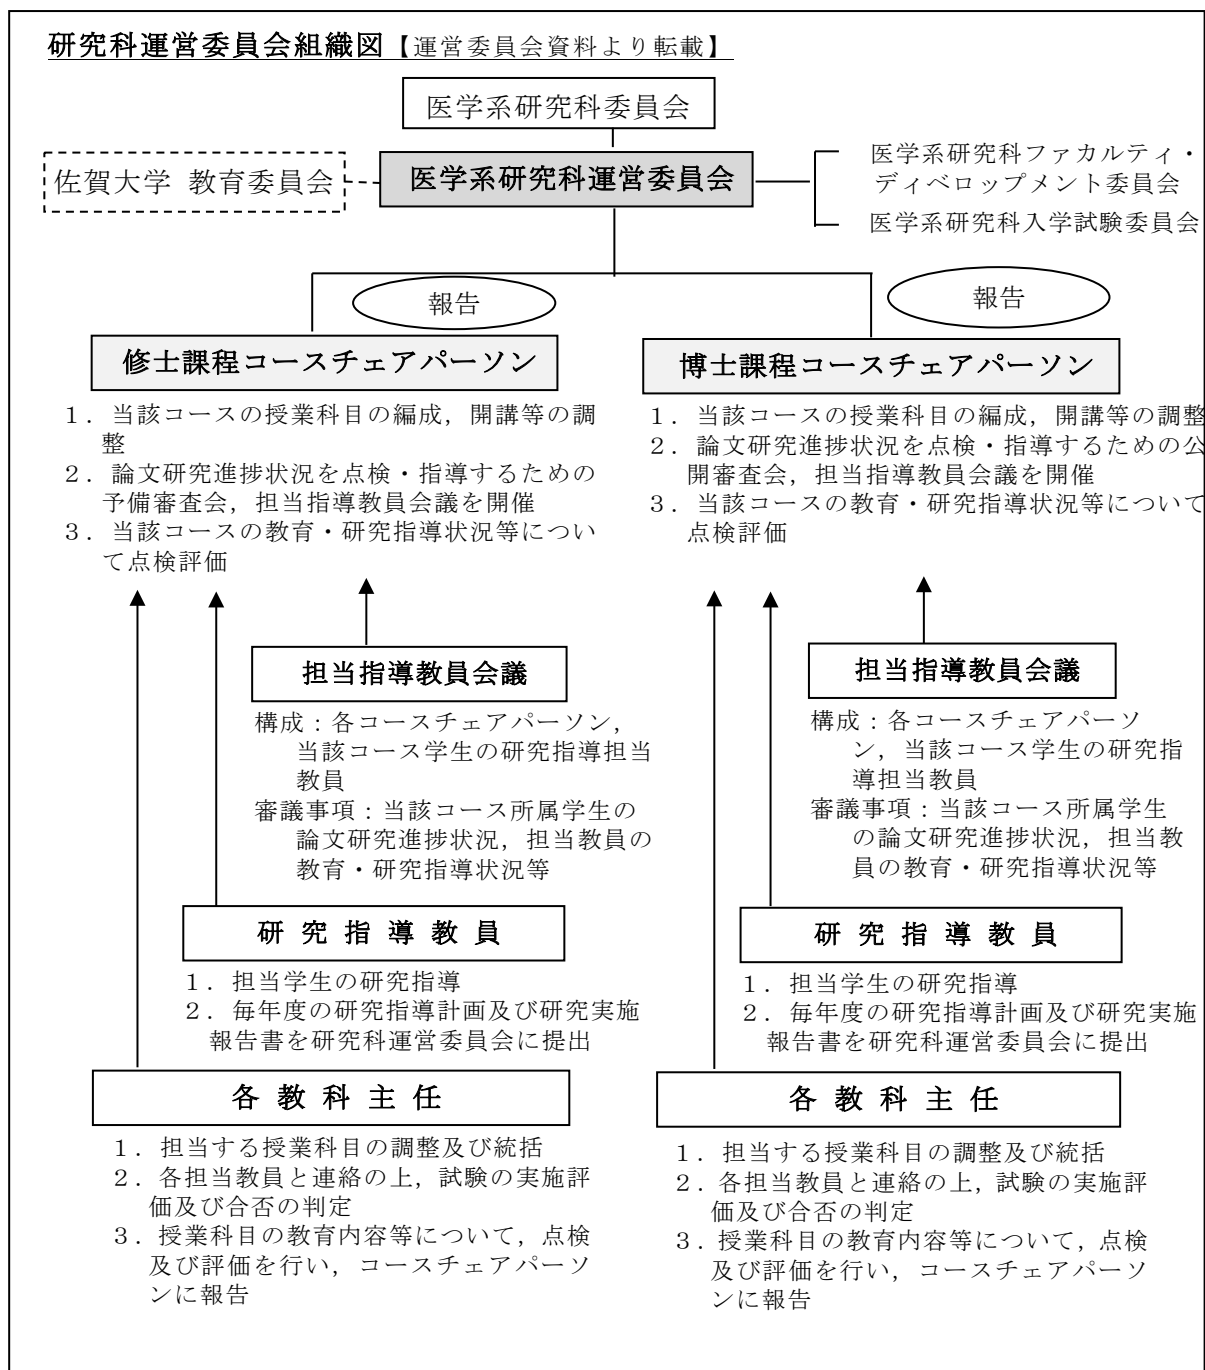 研究科運営委員会組織図【運営委員会資料より転載】
医学系研究科委員会
佐賀大学 教育委員会
医学系研究科運営委員会
医学系研究科ファカルティ・
ディベロップメント委員会
医学系研究科入学試験委員会
報告
報告
修士課程コースチェアパーソン
1．当該コースの授業科目の編成，開講等の調
整
2．論文研究進捗状況を点検・指導するための
予備審査会，担当指導教員会議を開催
3．当該コースの教育・研究指導状況等につい
て点検評価
博士課程コースチェアパーソン
1．当該コースの授業科目の編成，開講等の調整
2．論文研究進捗状況を点検・指導するための公
開審査会，担当指導教員会議を開催
3．当該コースの教育・研究指導状況等について
点検評価
担当指導教員会議
構成：各コースチェアパーソン，
当該コース学生の研究指導担当
教員
審議事項：当該コース所属学生の
論文研究進捗状況，担当教員の
教育・研究指導状況等
担当指導教員会議
構成：各コースチェアパーソ
ン，当該コース学生の研究指
導担当教員
審議事項：当該コース所属学生
の論文研究進捗状況，担当教
員の教育・研究指導状況等
研 究 指 導 教 員
1．担当学生の研究指導
2．毎年度の研究指導計画及び研究実施
報告書を研究科運営委員会に提出
研 究 指 導 教 員
1．担当学生の研究指導
2．毎年度の研究指導計画及び研究実施
報告書を研究科運営委員会に提出
各 教 科 主 任
1．担当する授業科目の調整及び統括
2．各担当教員と連絡の上，試験の実施評
価及び合否の判定
3．授業科目の教育内容等について，点検
及び評価を行い，コースチェアパーソ
ンに報告
各 教 科 主 任
1．担当する授業科目の調整及び統括
2．各担当教員と連絡の上，試験の実施評
価及び合否の判定
3．授業科目の教育内容等について，点検
及び評価を行い，コースチェアパーソ
ンに報告